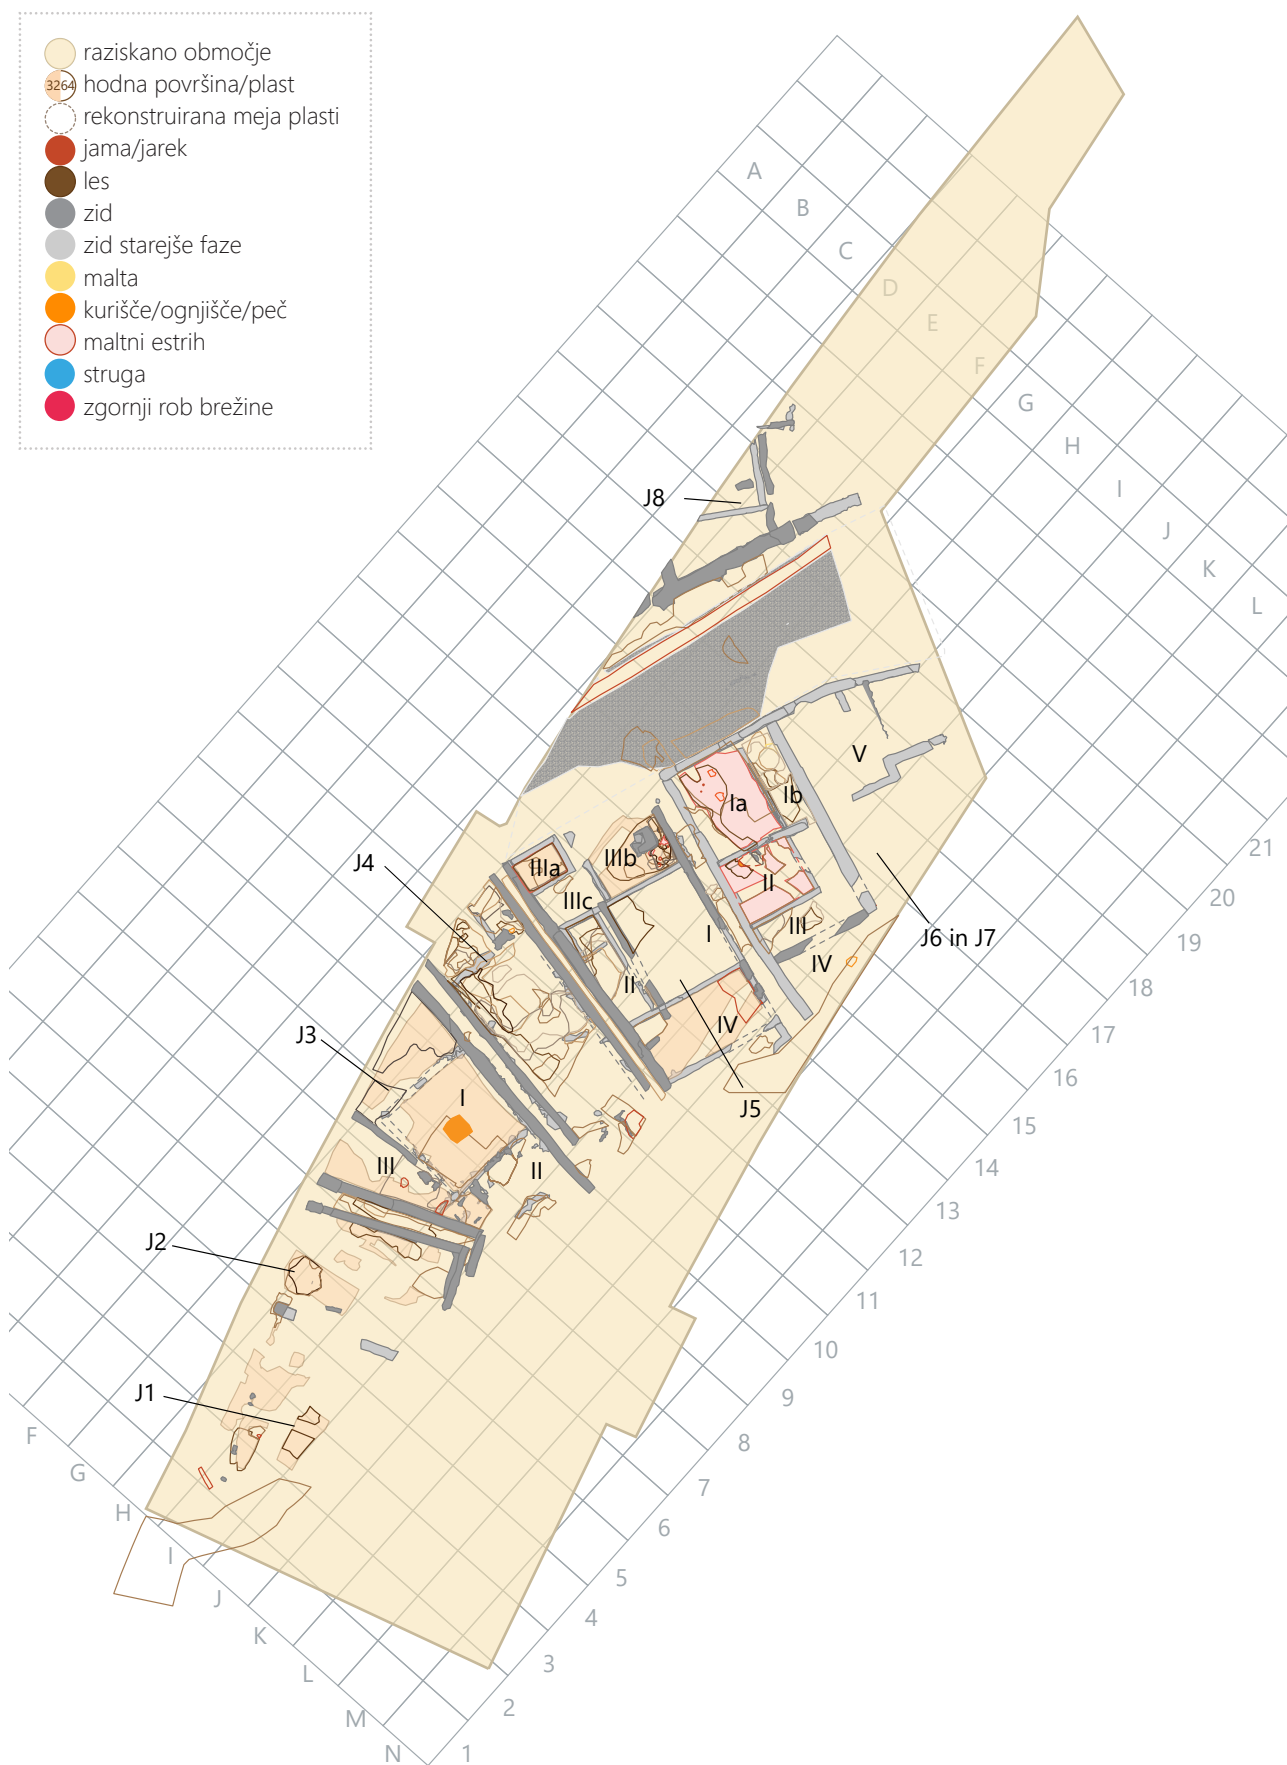 raziskano območje
3264 hodna površina/plast
rekonstruirana meja plasti
jama/jarek
les
zid
zid starejše faze
malta
kurišče/ognjišče/peč
maltni estrih
struga
zgornji rob brežine
A
B
C
D
E
F
G
H
I
J
K
L
J8
V
Ia
Ib
IIIa
IIIb
IIIc
II
III
I
IV
II
IV
J4
J6 in J7
J5
J3
I
II
III
J2
J1
21
20
19
18
17
16
15
14
13
12
11
10
9
8
7
6
5
4
3
2
1
F
G
H
I
J
K
L
M
N